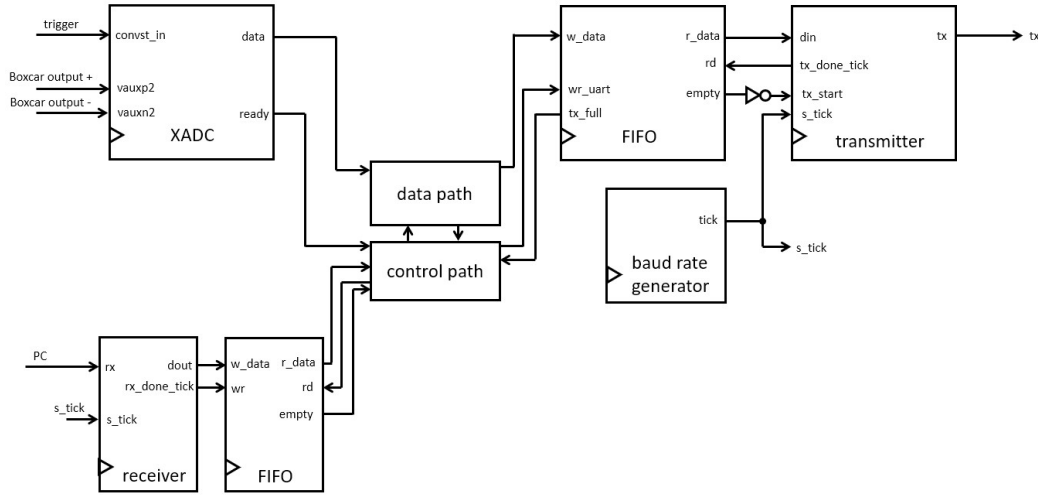 trigger
convst_in
data
Boxcar output +
vauxp2
Boxcar output -
vauxn2
ready
XADC
w_data
r_data
rd
wr_uart
empty
tx_full
FIFO
din
tx
tx
tx_done_tick
tx_start
s_tick
transmitter
data path
control path
tick
s_tick
baud rate
generator
PC
rx
dout
rx_done_tick
s_tick
s_tick
receiver
w_data
r_data
wr
rd
empty
FIFO